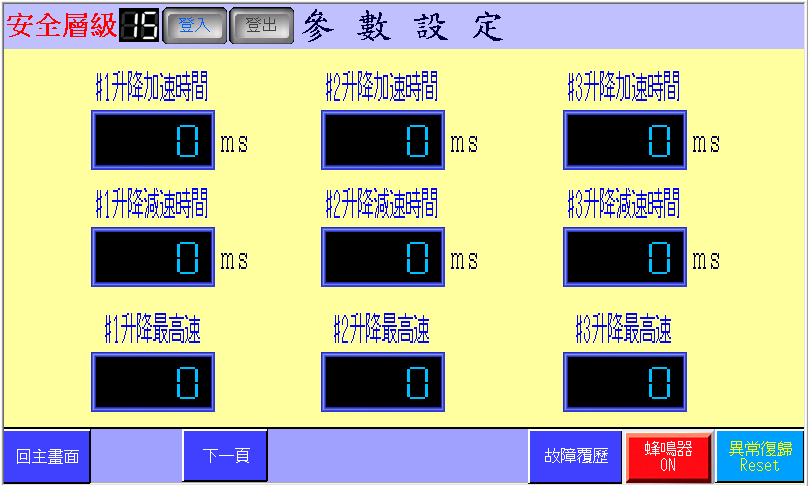 安全層級 15 登入 登出 參數設定
#1升降加速時間 #2升降加速時間 #3升降加速時間
0 ms 0 ms 0 ms
#1升降減速時間 #2升降減速時間 #3升降減速時間
0 ms 0 ms 0 ms
#1升降最高速 #2升降最高速 #3升降最高速
0 0 0
回主畫面 下一頁 故障履歷 蜂鳴器 異常復歸
ON Reset